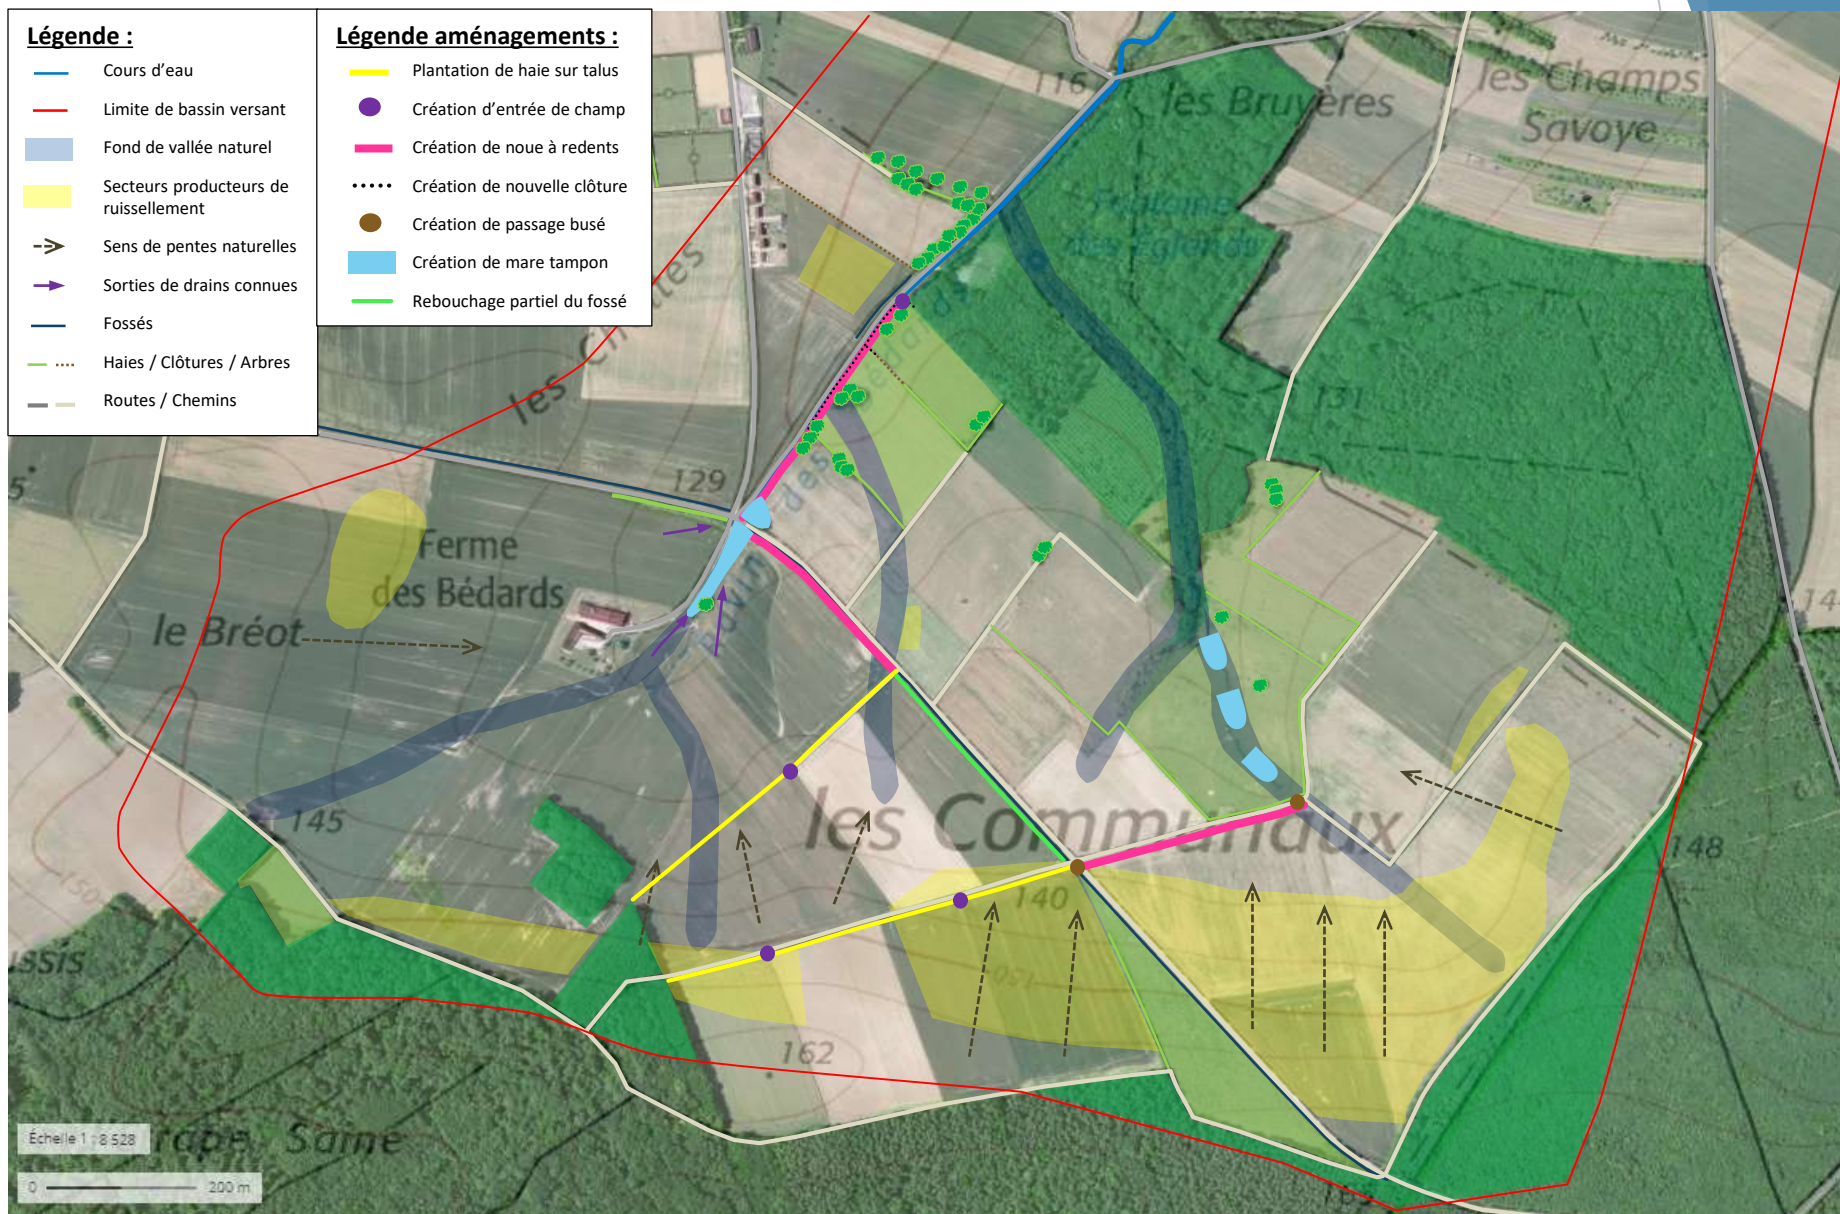 Légende :
Cours d'eau
Limite de bassin versant
Fond de vallée naturel
Secteurs producteurs de
ruissellement
Sens de pentes naturelles
Sorties de drains connues
Fossés
Haies / Clôtures / Arbres
Routes / Chemins
Légende aménagements :
Plantation de haie sur talus
Création d'entrée de champ
Création de noue à redents
Création de nouvelle clôture
Création de passage busé
Création de mare tampon
Rebouchage partiel du fossé
116
les Bruyères
les Champs
Savoye
131
129
Ferme
des Bédards
le Bréot
145
les Communaux
140
148
162
Échelle 1 : 8 528
0 200 m